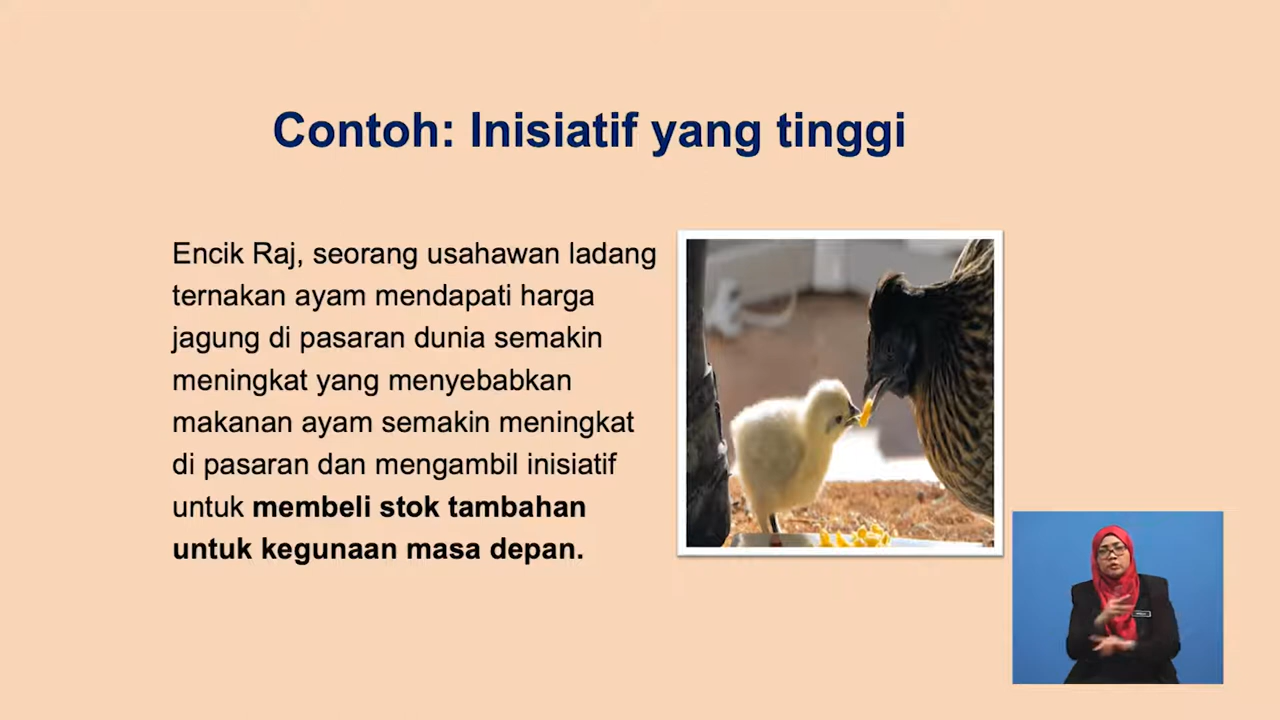 Contoh: Inisiatif yang tinggi
Encik Raj, seorang usahawan ladang
ternakan ayam mendapati harga
jagung di pasaran dunia semakin
meningkat yang menyebabkan
makanan ayam semakin meningkat
di pasaran dan mengambil inisiatif
untuk membeli stok tambahan
untuk kegunaan masa depan.